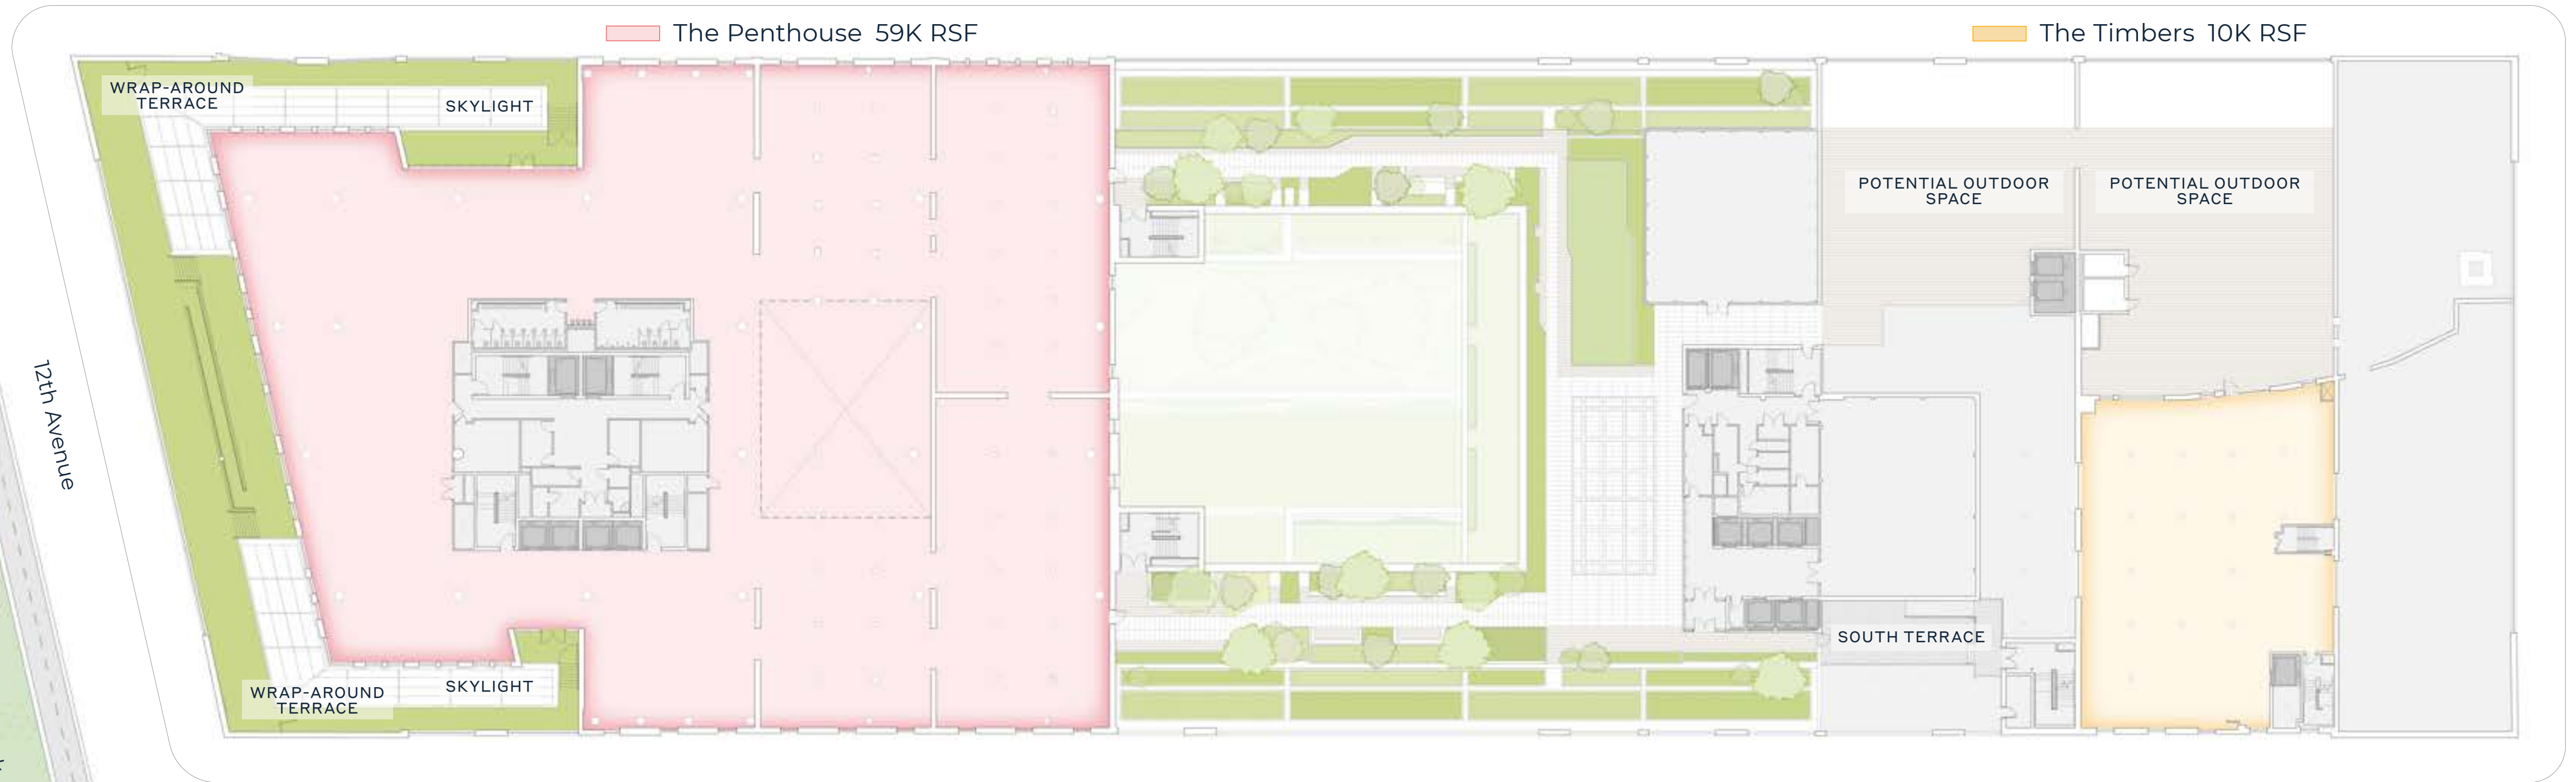 The Penthouse 59K RSF
The Timbers 10K RSF
WRAP-AROUND
TERRACE
SKYLIGHT
POTENTIAL OUTDOOR
SPACE
POTENTIAL OUTDOOR
SPACE
12th Avenue
SOUTH TERRACE
WRAP-AROUND
TERRACE
SKYLIGHT